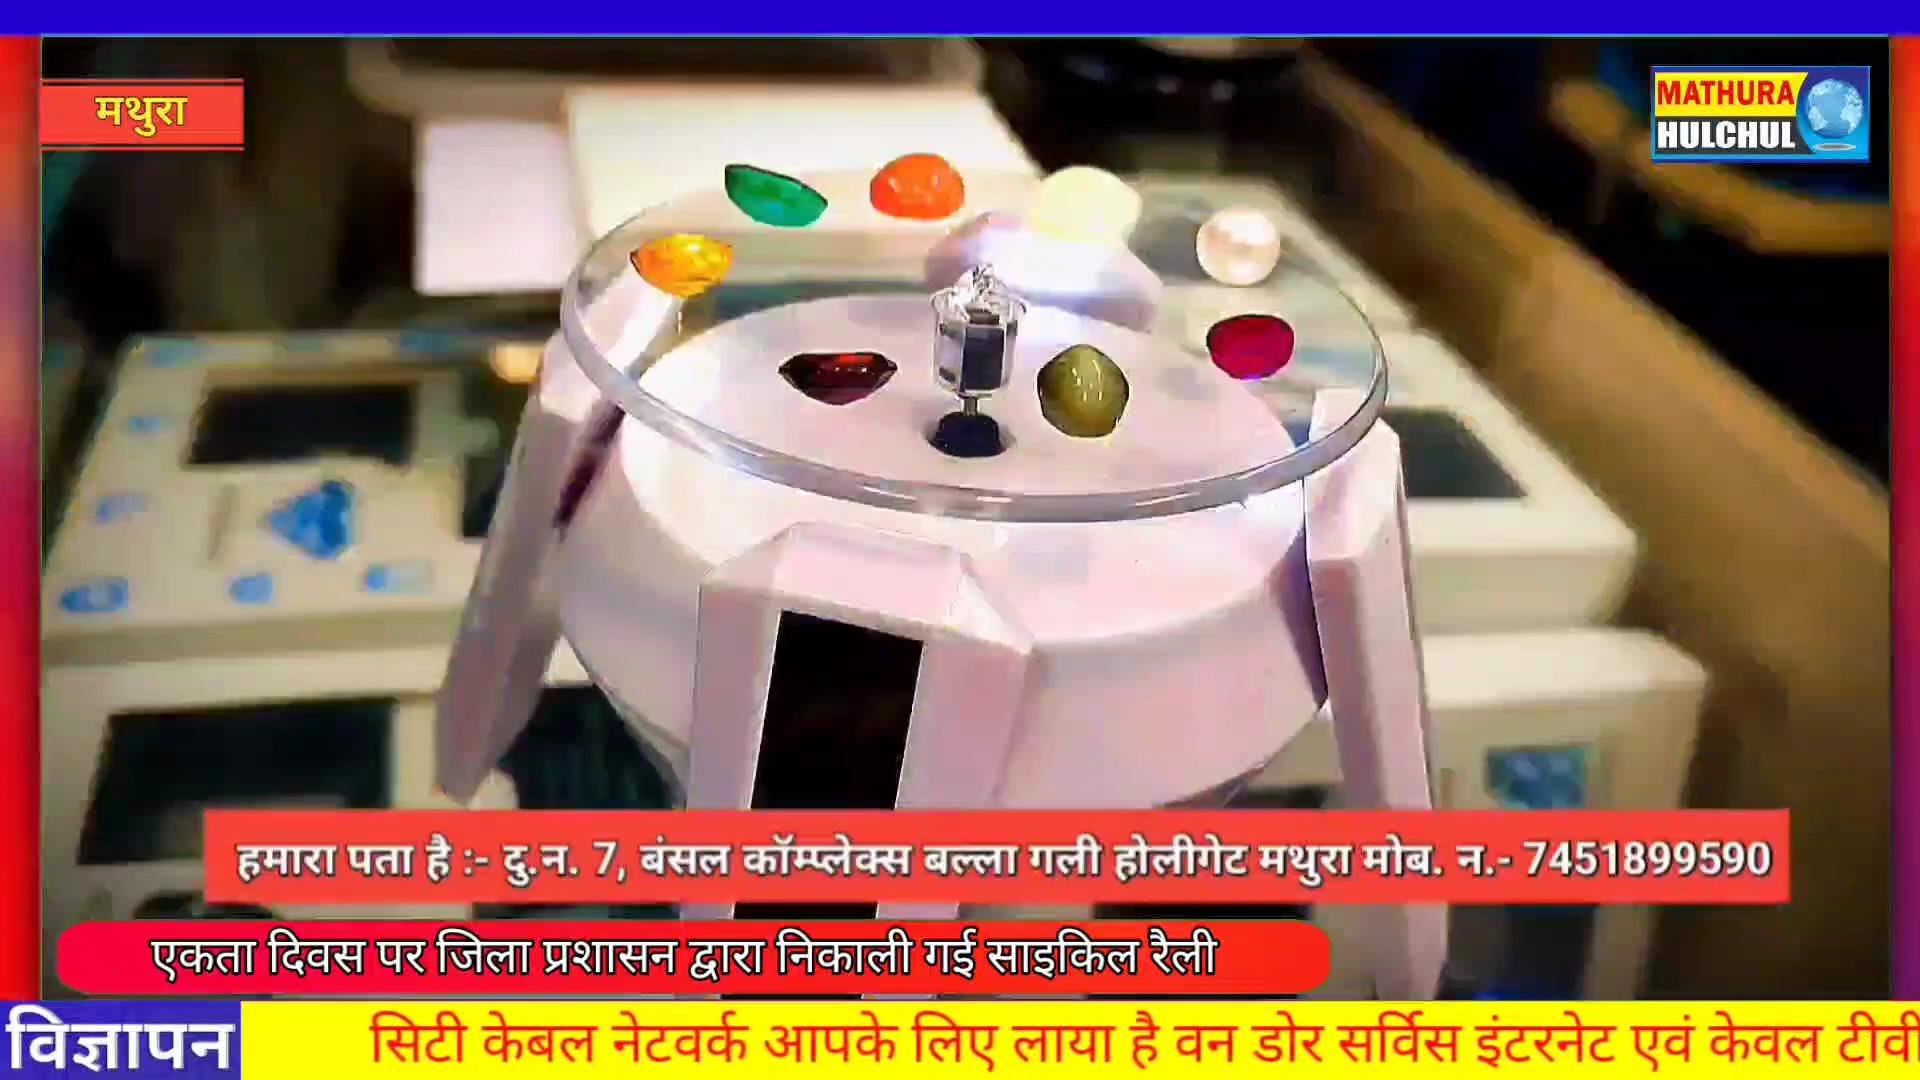 मथुरा
MATHURA
HULCHUL
हमारा पता है :- दु.न. 7, बंसल कॉम्प्लेक्स बल्ला गली होलीगेट मथुरा मोब. न.- 7451899590
एकता दिवस पर जिला प्रशासन द्वारा निकाली गई साइकिल रैली
विज्ञापन
सिटी केबल नेटवर्क आपके लिए लाया है वन डोर सर्विस इंटरनेट एवं केवल टीवी